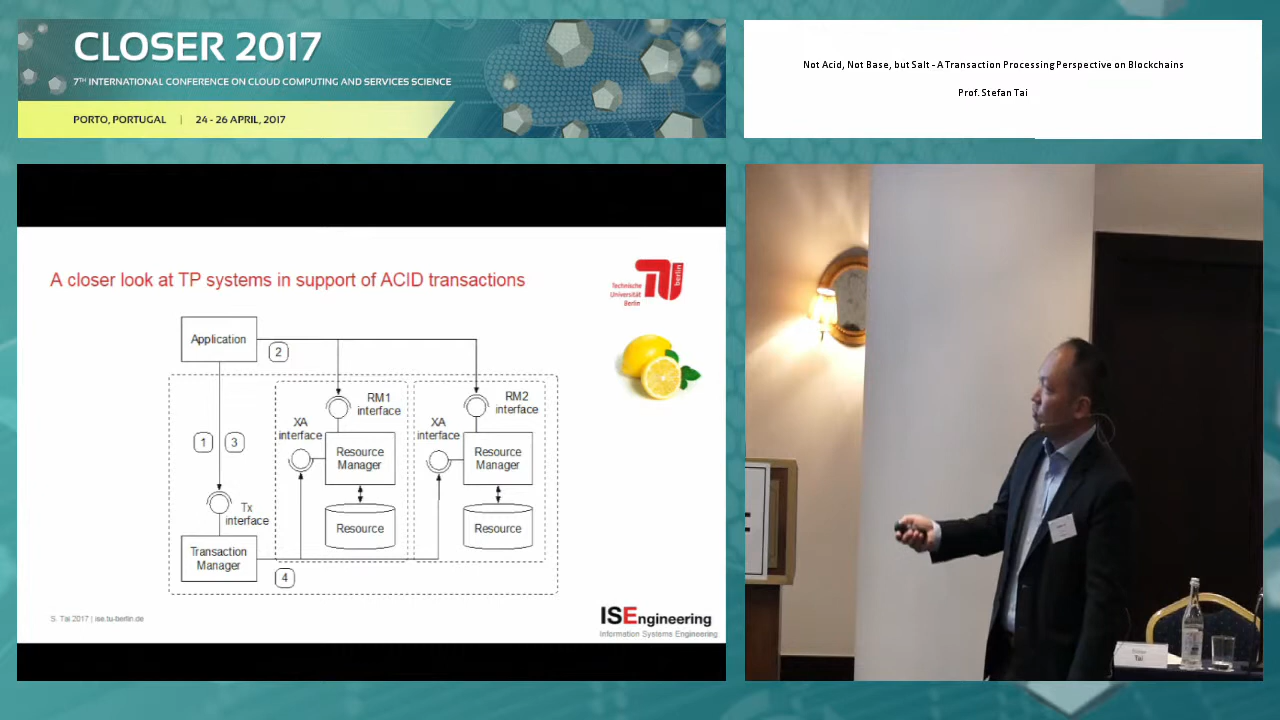 CLOSER 2017
7TH INTERNATIONAL CONFERENCE ON CLOUD COMPUTING AND SERVICES SCIENCE
PORTO, PORTUGAL | 24 - 26 APRIL, 2017
Not Acid, Not Base, but Salt - A Transaction Processing Perspective on Blockchains
Prof. Stefan Tai
A closer look at TP systems in support of ACID transactions
Technische
Universität
Berlin
berlin
Application
2
RM1
interface
RM2
interface
XA
interface
XA
interface
1
3
Resource
Manager
Resource
Manager
Tx
interface
Resource
Resource
Transaction
Manager
4
S. Tai 2017 | ise.tu-berlin.de
ISEngineering
Information Systems Engineering
Tai